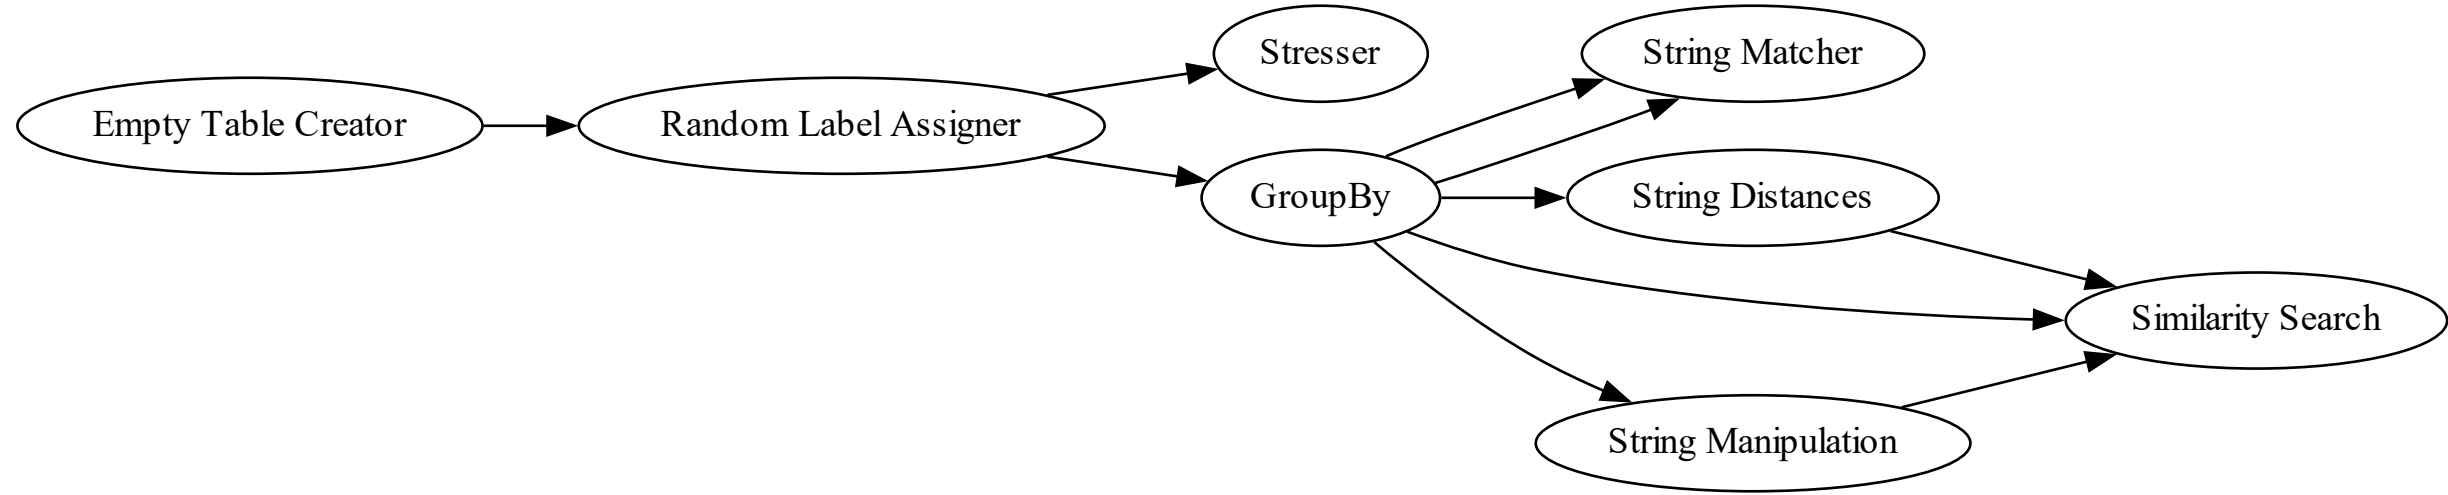 Empty Table Creator
Random Label Assigner
Stresser
GroupBy
String Matcher
String Distances
String Manipulation
Similarity Search